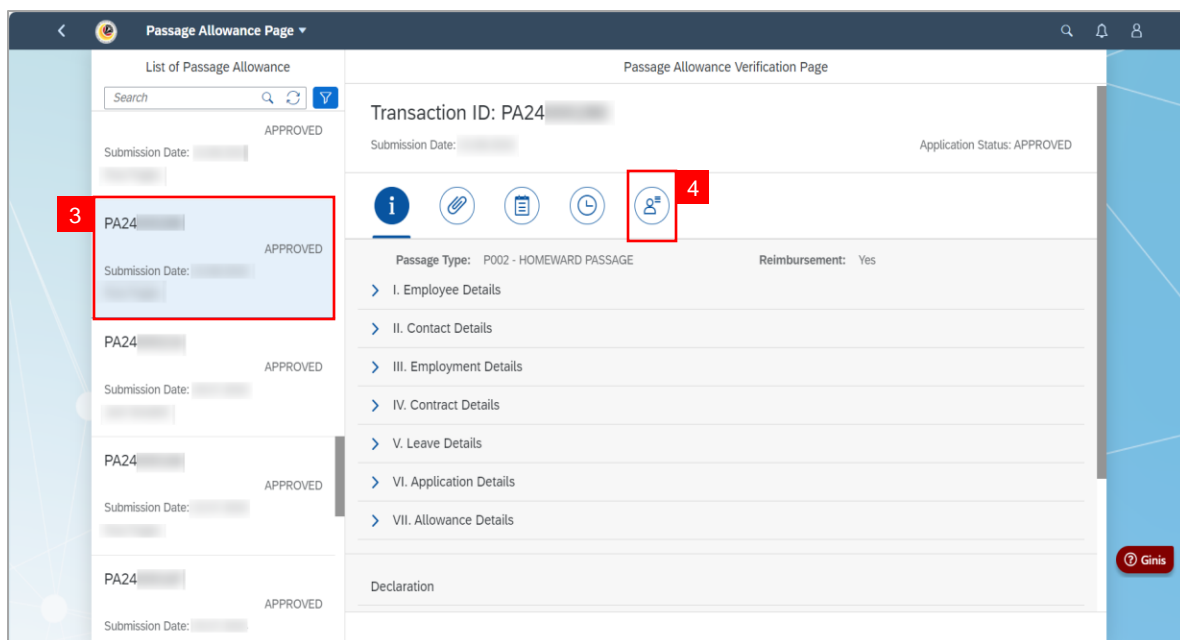 Passage Allowance Page
List of Passage Allowance
Passage Allowance Verification Page
Search
APPROVED
Submission Date:
3
PA24
APPROVED
Submission Date:
PA24
APPROVED
Submission Date:
PA24
APPROVED
Submission Date:
PA24
APPROVED
Submission Date:
Transaction ID: PA24
Submission Date:
Application Status: APPROVED
4
Passage Type: P002 - HOMEWARD PASSAGE
Reimbursement: Yes
I. Employee Details
II. Contact Details
III. Employment Details
IV. Contract Details
V. Leave Details
VI. Application Details
VII. Allowance Details
Declaration
Ginis